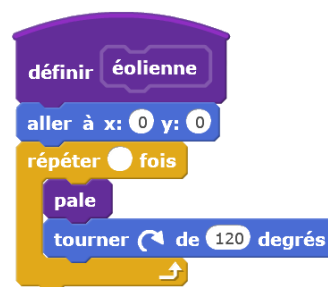 définir éolienne
aller à x: 0 y: 0
répéter fois
pale
tourner de 120 degrés